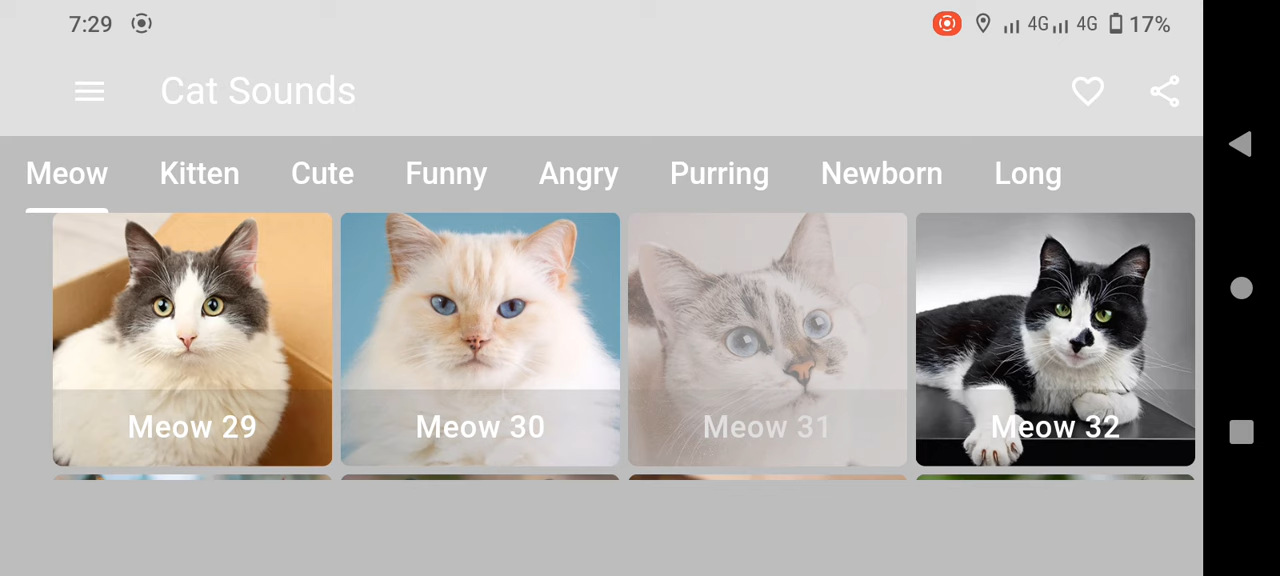 7:29 4G 4G 17%
Cat Sounds
Meow Kitten Cute Funny Angry Purring Newborn Long
Meow 29 Meow 30 Meow 31 Meow 32